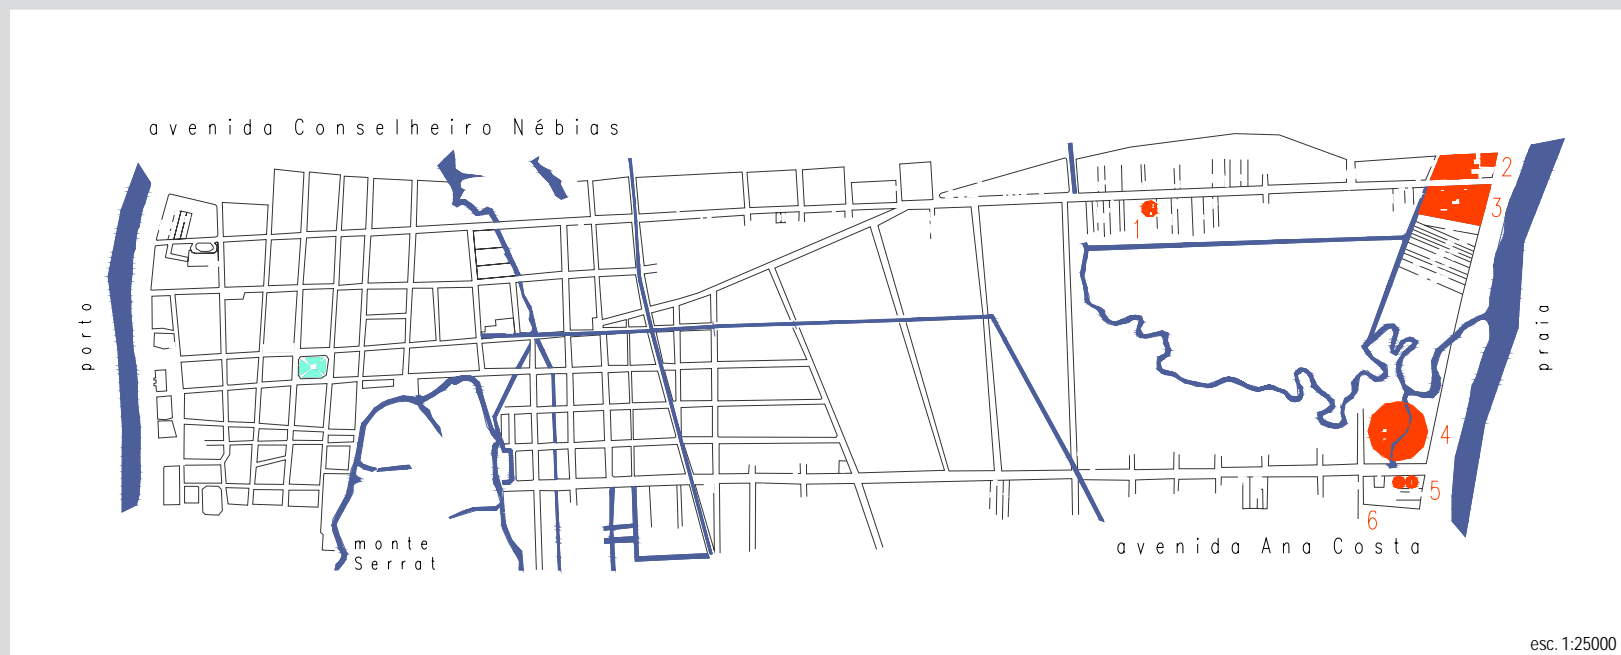 avenida Conselheiro Nébias
2
1
3
porto
praia
4
5
6
monte
Serrat
avenida Ana Costa
esc. 1:25000